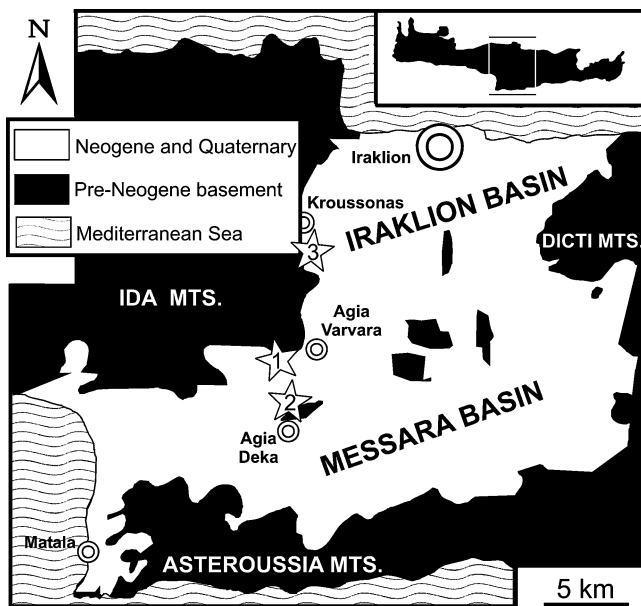 N
Neogene and Quaternary
Pre-Neogene basement
Mediterranean Sea
Iraklion
Kroussonas
IRAKLION BASIN
3
DICTI MTS.
IDA MTS.
Agia
Varvara
1
2
Agia
Deka
MESSARA BASIN
Matala
ASTEROUSSIA MTS.
5 km